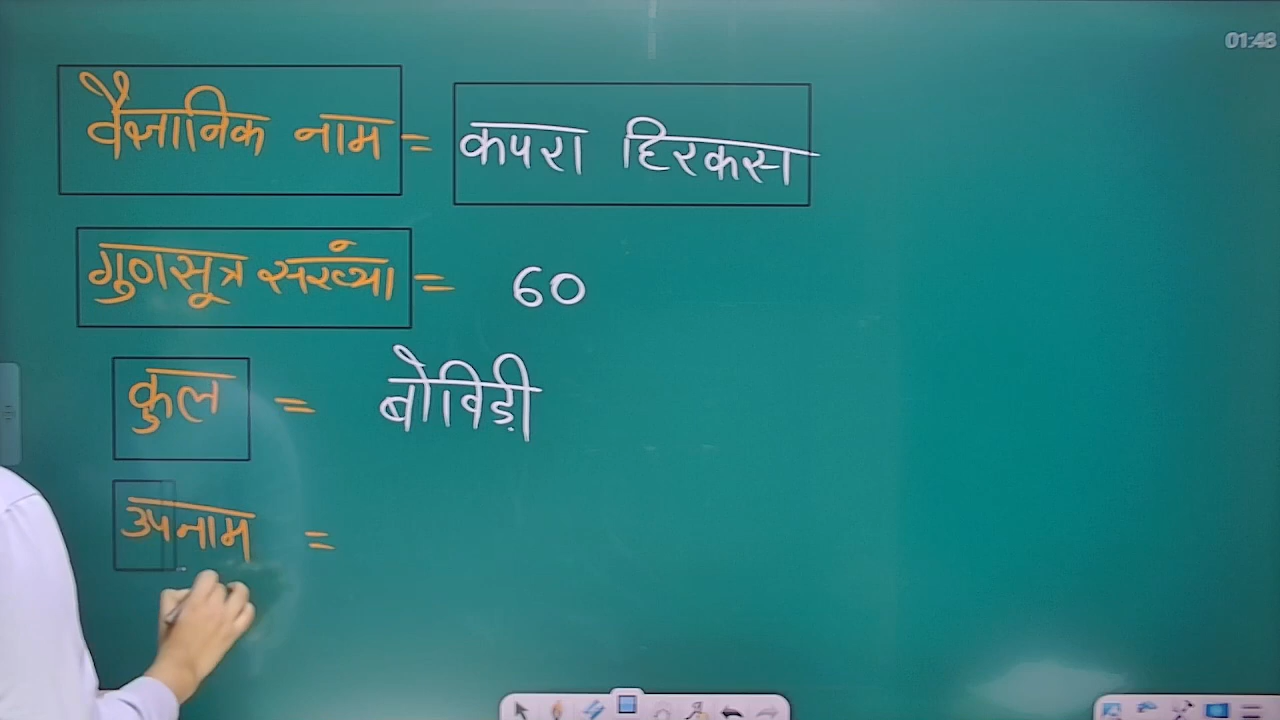 01:48
वैज्ञानिक नाम = कपरा हिरकस
गुणसूत्र संख्या = 60
कुल = बोविड़ी
उपनाम =